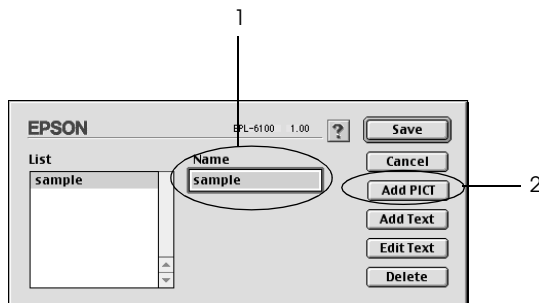 1
EPSON
EPL-6100 1.00
?
Save
List
Name
Cancel
sample
sample
Add PICT
2
Add Text
Edit Text
Delete